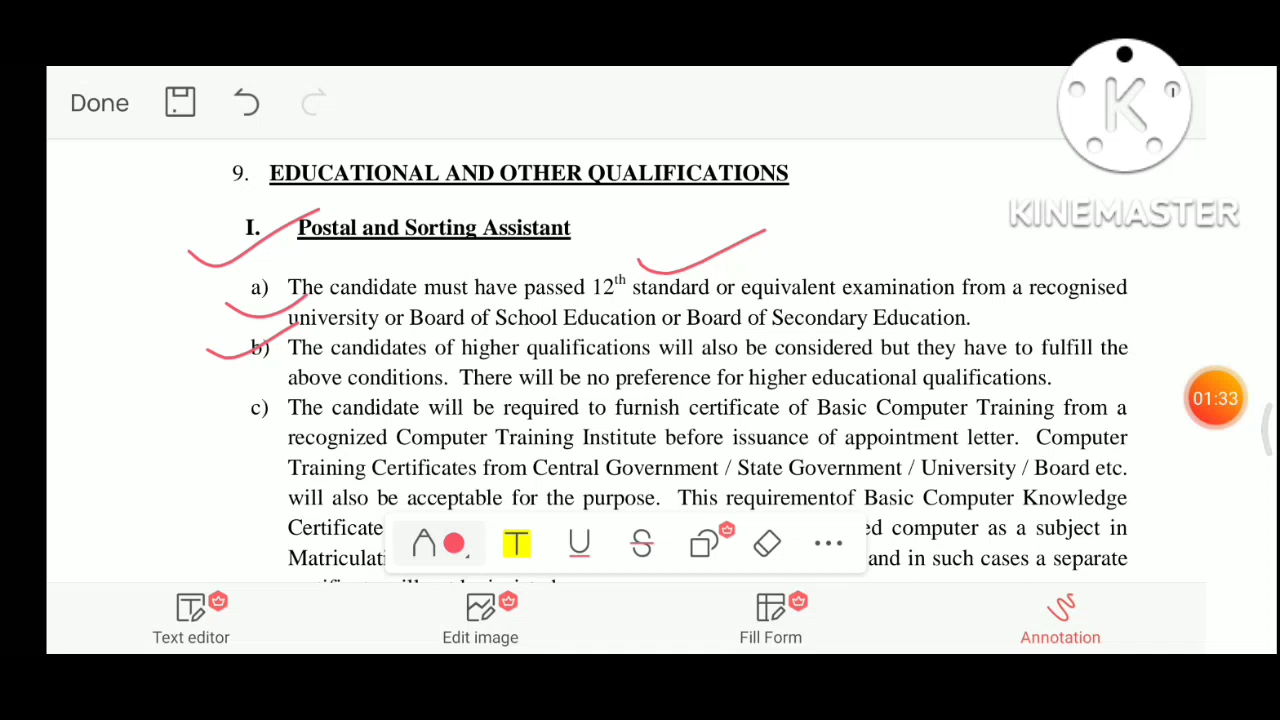 Done
KINEMASTER
9. EDUCATIONAL AND OTHER QUALIFICATIONS
I. Postal and Sorting Assistant
a) The candidate must have passed 12th standard or equivalent examination from a recognised
university or Board of School Education or Board of Secondary Education.
b) The candidates of higher qualifications will also be considered but they have to fulfill the
above conditions. There will be no preference for higher educational qualifications.
01:33
c) The candidate will be required to furnish certificate of Basic Computer Training from a
recognized Computer Training Institute before issuance of appointment letter. Computer
Training Certificates from Central Government / State Government / University / Board etc.
will also be acceptable for the purpose. This requirementof Basic Computer Knowledge
Certificate computer as a subject in
and in such cases a separate
Text editor
Edit image
Fill Form
Annotation